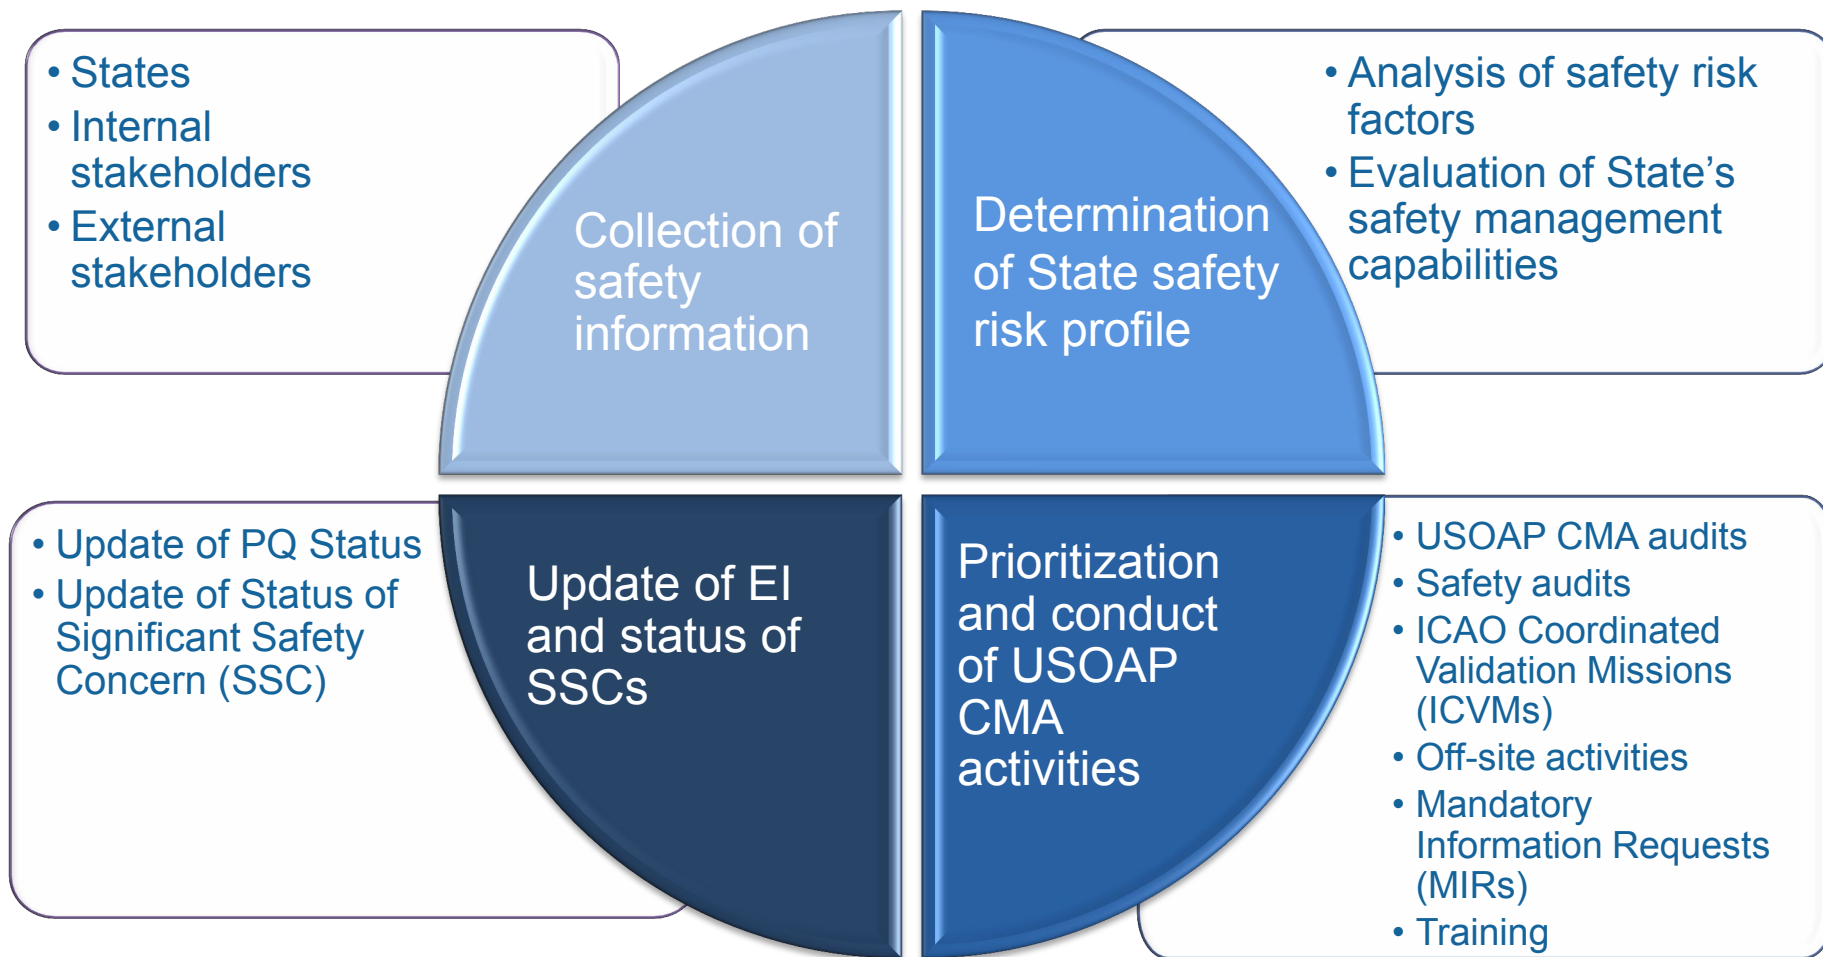 • States
• Internal
stakeholders
• External
stakeholders
Collection of
safety
information
Determination
of State safety
risk profile
• Analysis of safety risk
factors
• Evaluation of State’s
safety management
capabilities
• Update of PQ Status
• Update of Status of
Significant Safety
Concern (SSC)
Update of EI
and status of
SSCs
Prioritization
and conduct
of USOAP
CMA
activities
• USOAP CMA audits
• Safety audits
• ICAO Coordinated
Validation Missions
(ICVMs)
• Off-site activities
• Mandatory
Information Requests
(MIRs)
• Training